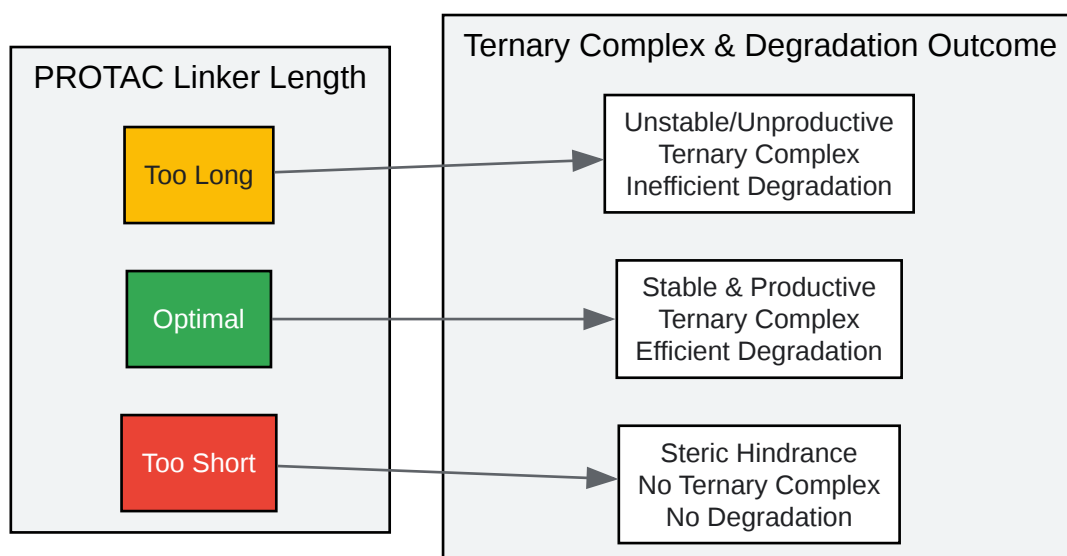 PROTAC Linker Length
Too Long
Optimal
Too Short
Ternary Complex & Degradation Outcome
Unstable/Unproductive
Ternary Complex
Inefficient Degradation
Stable & Productive
Ternary Complex
Efficient Degradation
Steric Hindrance
No Ternary Complex
No Degradation